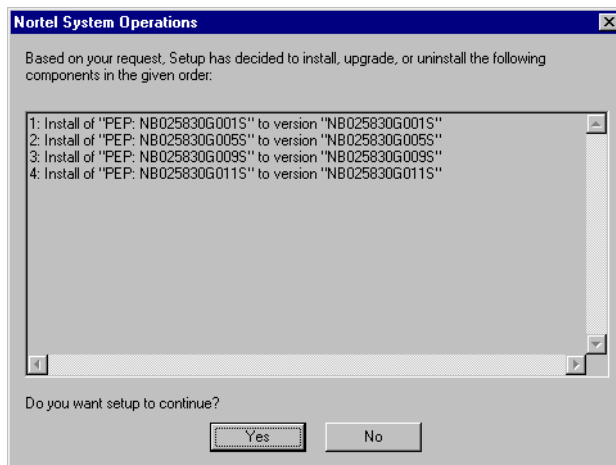 Nortel System Operations
Based on your request, Setup has decided to install, upgrade, or uninstall the following
components in the given order:
1: Install of "PEP: NB025830G001S" to version "NB025830G001S"
2: Install of "PEP: NB025830G005S" to version "NB025830G005S"
3: Install of "PEP: NB025830G009S" to version "NB025830G009S"
4: Install of "PEP: NB025830G011S" to version "NB025830G011S"
Do you want setup to continue?
Yes
No